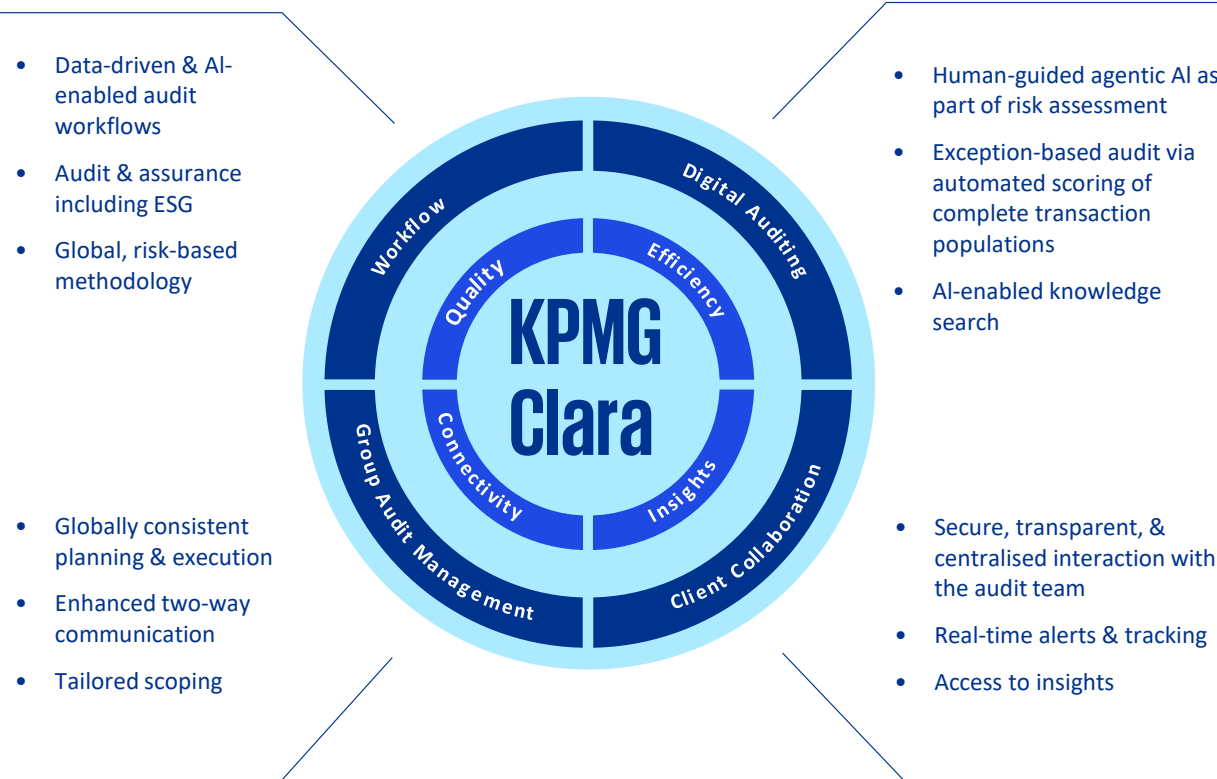 • Data-driven & AI-
enabled audit
workflows
• Audit & assurance
including ESG
• Global, risk-based
methodology
• Human-guided agentic AI as
part of risk assessment
• Exception-based audit via
automated scoring of
complete transaction
populations
• AI-enabled knowledge
search
Workflow
Digital Auditing
Quality
Efficiency
KPMG
Clara
Connectivity
Insights
Group Audit Management
Client Collaboration
• Globally consistent
planning & execution
• Enhanced two-way
communication
• Tailored scoping
• Secure, transparent, &
centralised interaction with
the audit team
• Real-time alerts & tracking
• Access to insights